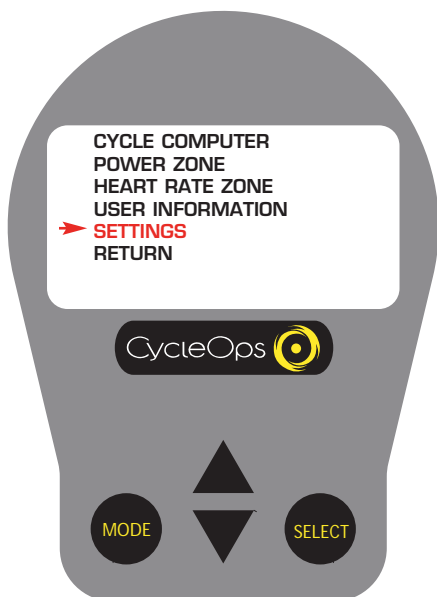 CYCLE COMPUTER
POWER ZONE
HEART RATE ZONE
USER INFORMATION
SETTINGS
RETURN
CycleOps
MODE
SELECT